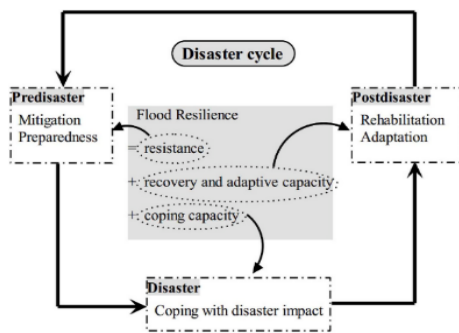 Disaster cycle
Predisaster
Mitigation
Preparedness
Flood Resilience
= resistance
+ recovery and adaptive capacity
+ coping capacity
Postdisaster
Rehabilitation
Adaptation
Disaster
Coping with disaster impact